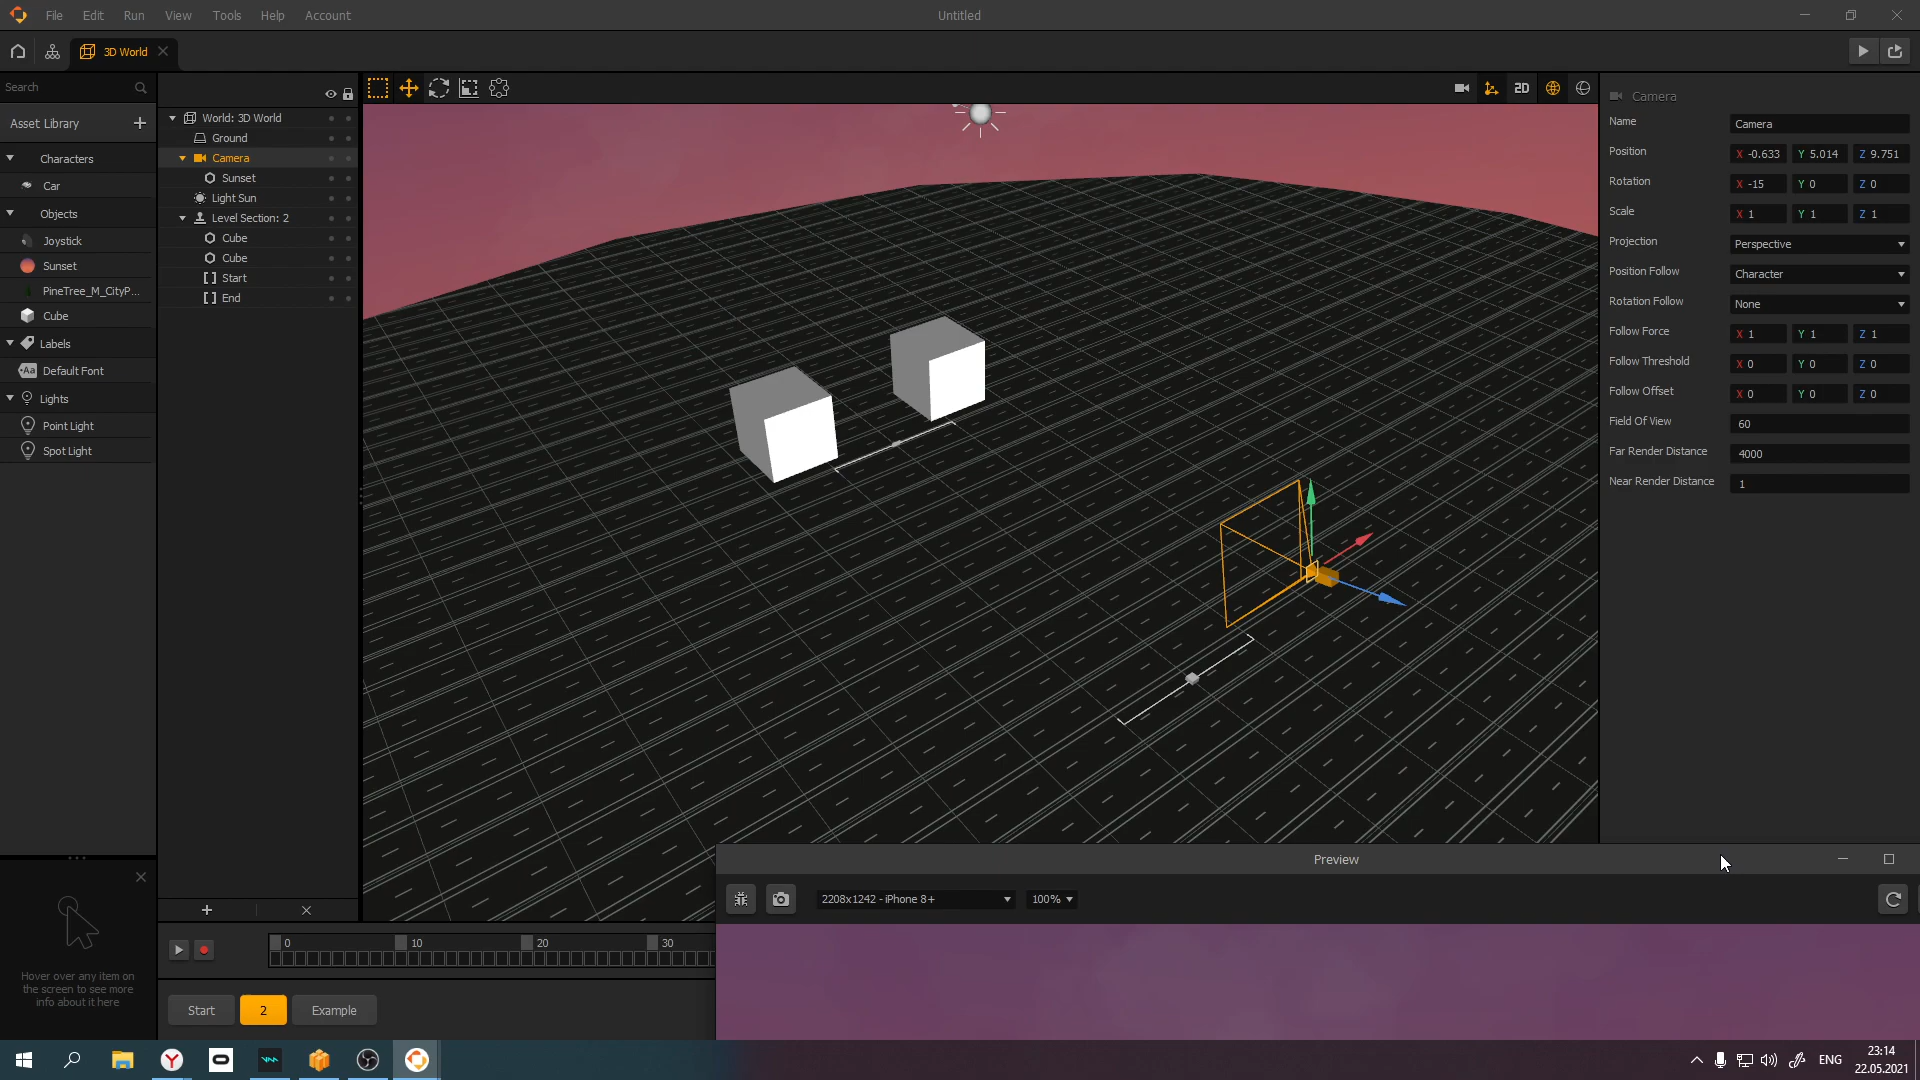 File Edit Run View Tools Help Account Untitled
3D World
Search
Asset Library
Characters
Car
Objects
Joystick
Sunset
PineTree_M_CityP...
Cube
Labels
Aa Default Font
Lights
Point Light
Spot Light
Hover over any item on
the screen to see more
info about it here
World: 3D World
Ground
Camera
Sunset
Light Sun
Level Section: 2
Cube
Cube
Start
End
2D
Camera
Name Camera
Position X -0.633 Y 5.014 Z 9.751
Rotation X -15 Y 0 Z 0
Scale X 1 Y 1 Z 1
Projection Perspective
Position Follow Character
Rotation Follow None
Follow Force X 1 Y 1 Z 1
Follow Threshold X 0 Y 0 Z 0
Follow Offset X 0 Y 0 Z 0
Field Of View 60
Far Render Distance 4000
Near Render Distance 1
Preview
2208x1242 - iPhone 8+ 100%
0 10 20 30
Start 2 Example
ENG
23:14
22.05.2021